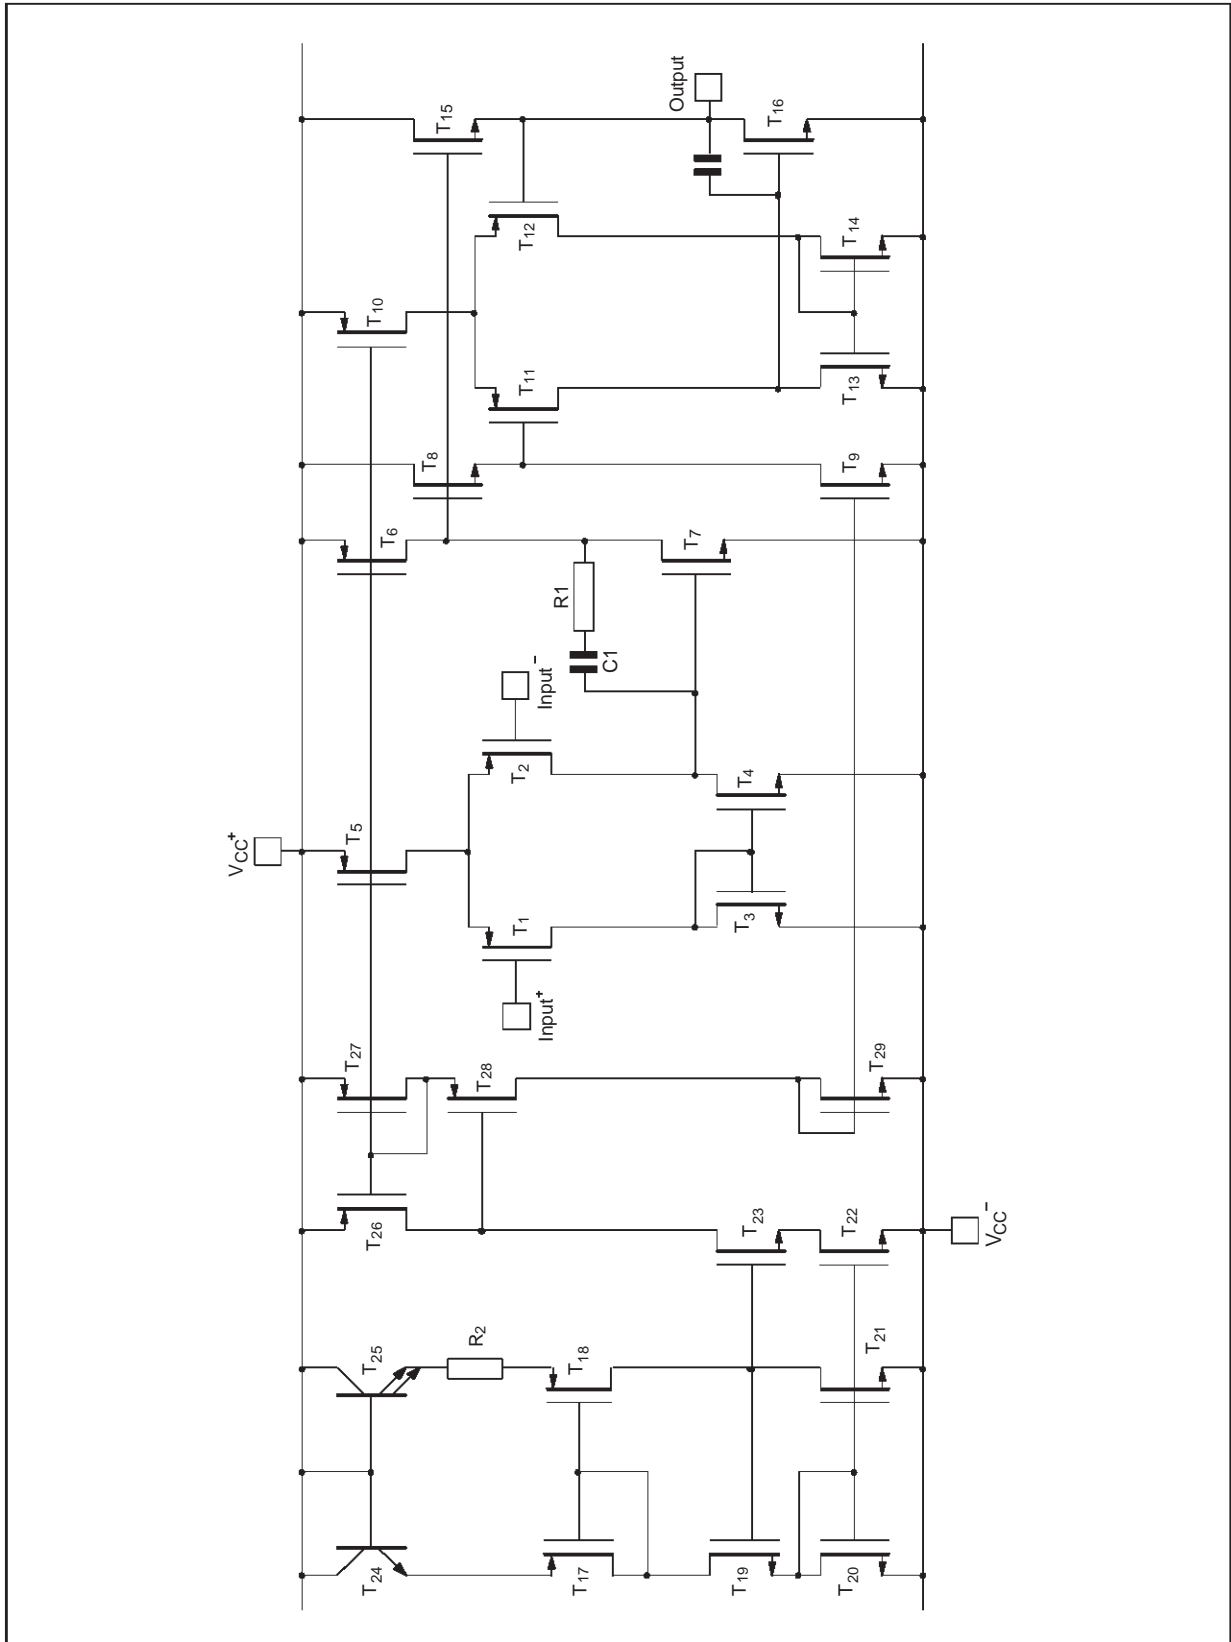 T24
T25
R2
T17
T18
T19
T20
T21
T26
T23
T22
VCC-
T27
T28
T29
Input+
VCC+
T5
T1
T2
Input-
T3
T4
C1
R1
T6
T7
T8
T9
T10
T11
T12
T13
T14
T15
Output
T16